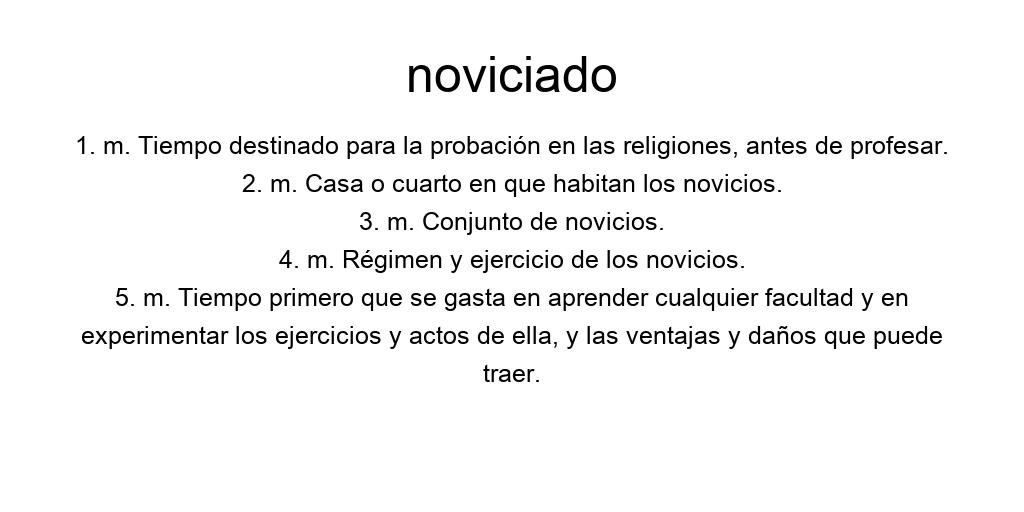 noviciado
1. m. Tiempo destinado para la probación en las religiones, antes de profesar.
2. m. Casa o cuarto en que habitan los novicios.
3. m. Conjunto de novicios.
4. m. Régimen y ejercicio de los novicios.
5. m. Tiempo primero que se gasta en aprender cualquier facultad y en
experimentar los ejercicios y actos de ella, y las ventajas y daños que puede
traer.